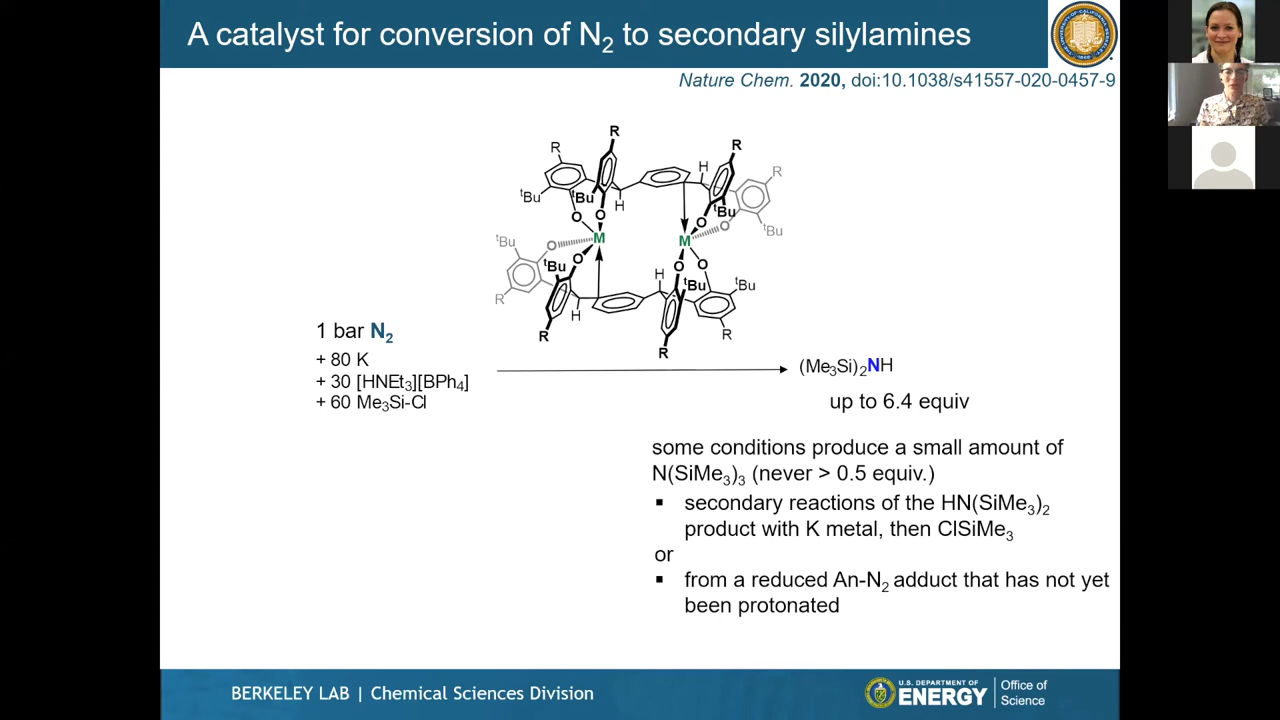 A catalyst for conversion of N2 to secondary silylamines
Nature Chem. 2020, doi:10.1038/s41557-020-0457-9
R
R
R
H
R
tBu
tBu
H
O
O
O
tBu
O
tBu
M
M
tBu
O
O
O
O
tBu
H
tBu
tBu
R
H
R
R
R
1 bar N2
+ 80 K
+ 30 [HNEt3][BPh4]
+ 60 Me3Si-Cl
(Me3Si)2NH
up to 6.4 equiv
some conditions produce a small amount of
N(SiMe3)3 (never > 0.5 equiv.)
▪ secondary reactions of the HN(SiMe3)2
product with K metal, then ClSiMe3
or
▪ from a reduced An-N2 adduct that has not yet
been protonated
BERKELEY LAB | Chemical Sciences Division
U.S. DEPARTMENT OF
ENERGY
Office of
Science